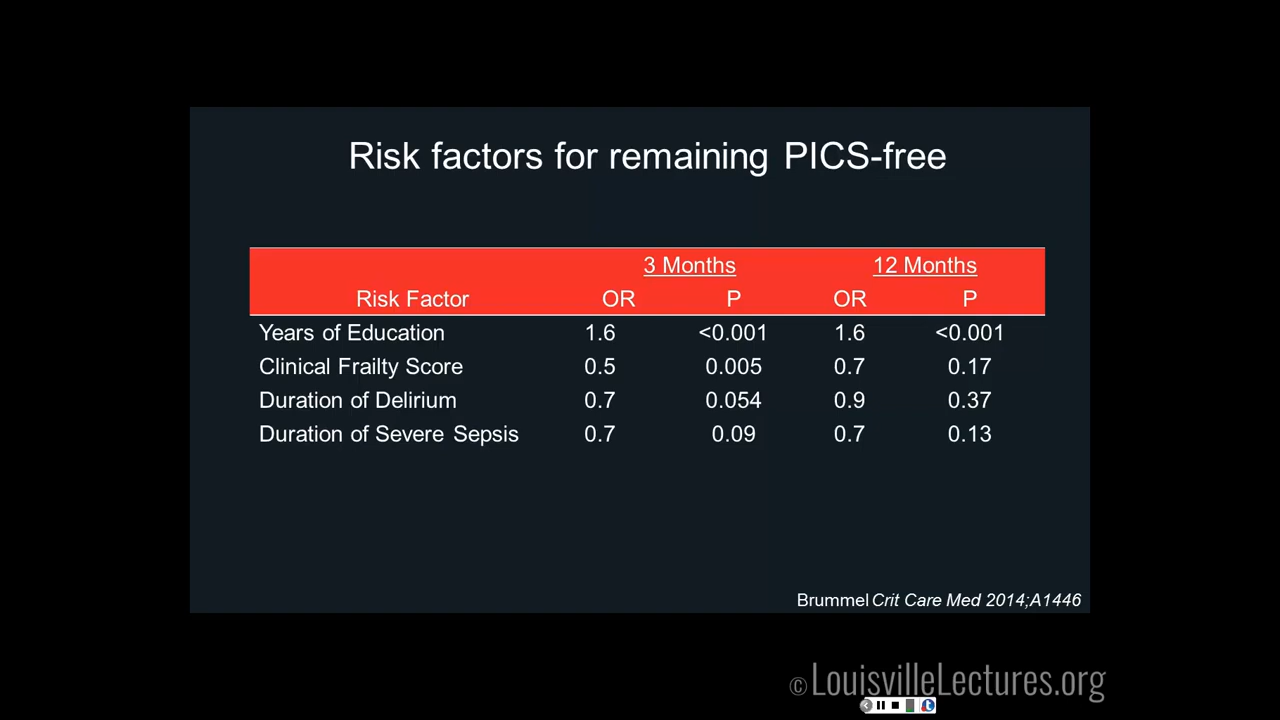 Risk factors for remaining PICS-free
3 Months 12 Months
Risk Factor OR P OR P
Years of Education 1.6 <0.001 1.6 <0.001
Clinical Frailty Score 0.5 0.005 0.7 0.17
Duration of Delirium 0.7 0.054 0.9 0.37
Duration of Severe Sepsis 0.7 0.09 0.7 0.13
Brummel Crit Care Med 2014;A1446
© LouisvilleLectures.org